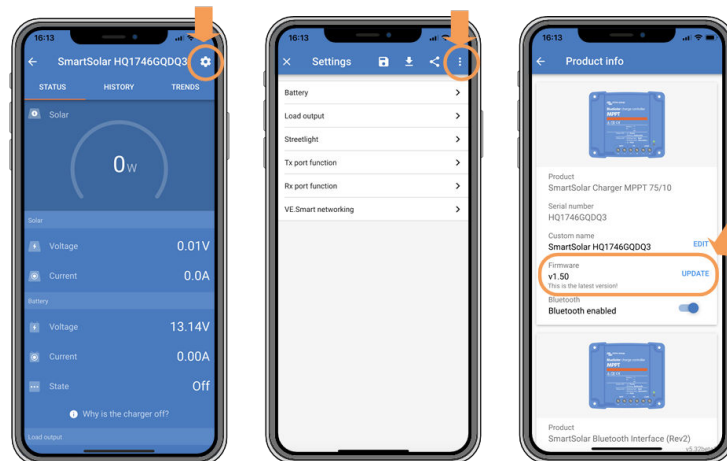 16:13
SmartSolar HQ1746GQDQ3
STATUS HISTORY TRENDS
Solar
0W
Solar
Voltage 0.01V
Current 0.0A
Battery
Voltage 13.14V
Current 0.00A
State Off
Why is the charger off?
Load output
16:13
Settings
Battery
Load output
Streetlight
Tx port function
Rx port function
VE.Smart networking
16:13
Product info
MPPT
Product
SmartSolar Charger MPPT 75/10
Serial number
HQ1746GQDQ3
Custom name
SmartSolar HQ1746GQDQ3 EDIT
Firmware
v1.50 UPDATE
This is the latest version!
Bluetooth
Bluetooth enabled
MPPT
Product
SmartSolar Bluetooth Interface (Rev2)